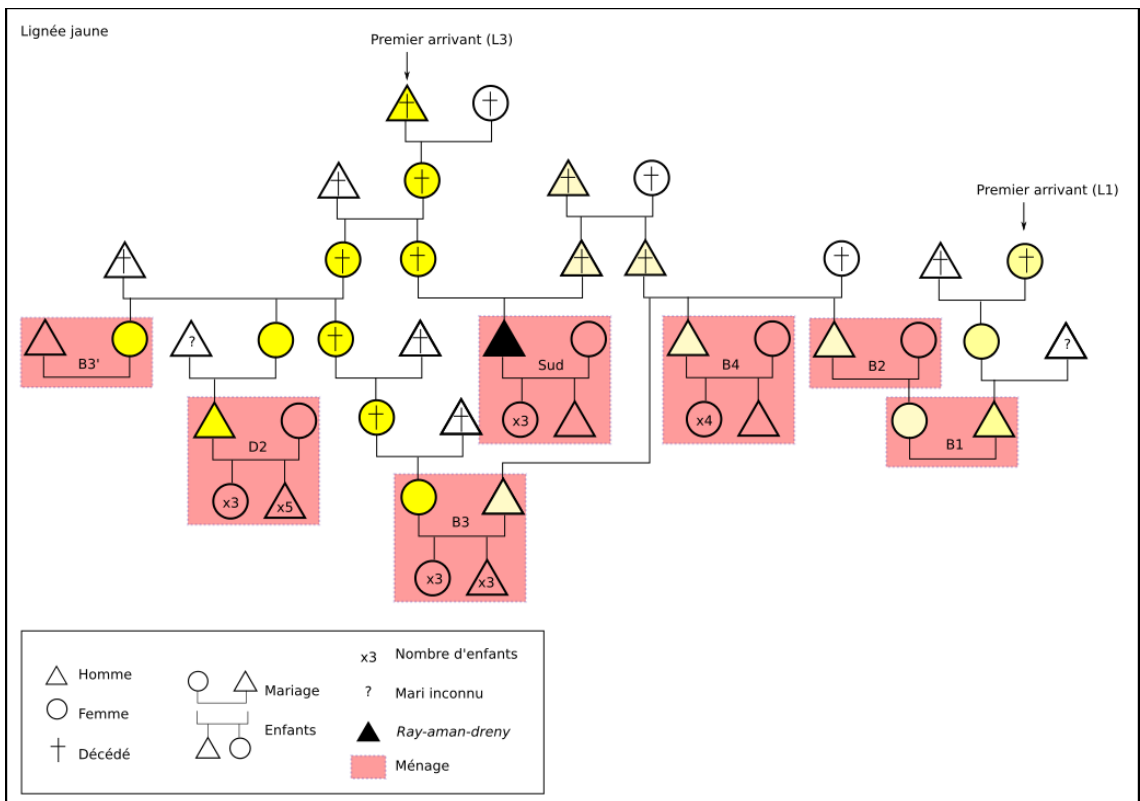 Lignée jaune
Premier arrivant (L3)
Premier arrivant (L1)
B3'
?
D2
x3
x5
Sud
x3
B4
x4
B2
?
B1
B3
x3
x3
Homme
Femme
Décédé
Mariage
Enfants
x3 Nombre d'enfants
? Mari inconnu
Ray-aman-dreny
Ménage